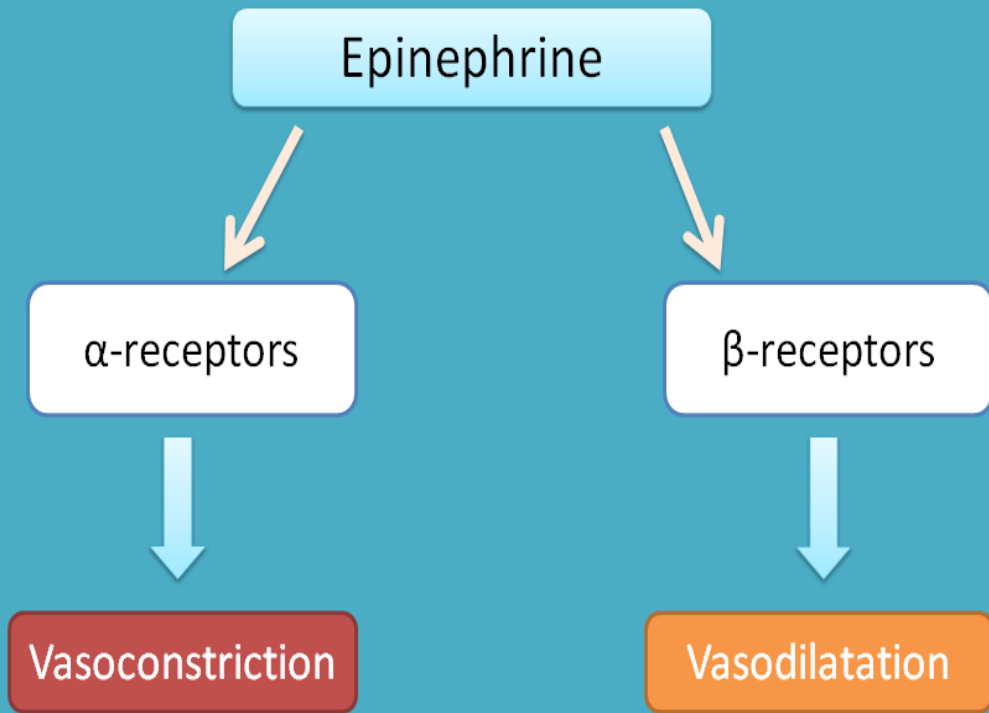 Epinephrine
α-receptors
β-receptors
Vasoconstriction
Vasodilatation